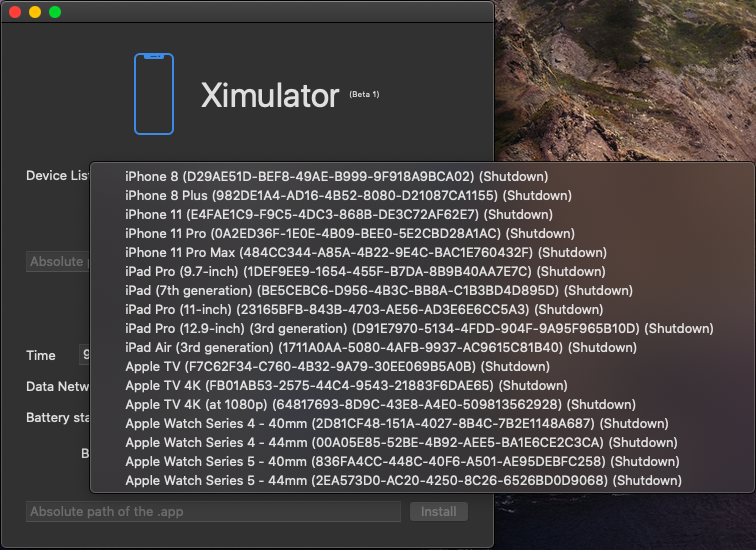 Ximulator (Beta 1)
Device Lis
iPhone 8 (D29AE51D-BEF8-49AE-B999-9F918A9BCA02) (Shutdown)
iPhone 8 Plus (982DE1A4-AD16-4B52-8080-D21087CA1155) (Shutdown)
iPhone 11 (E4FAE1C9-F9C5-4DC3-868B-DE3C72AF62E7) (Shutdown)
iPhone 11 Pro (0A2ED36F-1E0E-4B09-BEE0-5E2CBD28A1AC) (Shutdown)
iPhone 11 Pro Max (484CC344-A85A-4B22-9E4C-BAC1E760432F) (Shutdown)
Absolute p
iPad Pro (9.7-inch) (1DEF9EE9-1654-455F-B7DA-8B9B40AA7E7C) (Shutdown)
iPad (7th generation) (BE5CEBC6-D956-4B3C-BB8A-C1B3BD4D895D) (Shutdown)
iPad Pro (11-inch) (23165BFB-843B-4703-AE56-AD3E6E6CC5A3) (Shutdown)
iPad Pro (12.9-inch) (3rd generation) (D91E7970-5134-4FDD-904F-9A95F965B10D) (Shutdown)
iPad Air (3rd generation) (1711A0AA-5080-4AFB-9937-AC9615C81B40) (Shutdown)
Time 9
Apple TV (F7C62F34-C760-4B32-9A79-30EE069B5A0B) (Shutdown)
Data Netw
Apple TV 4K (FB01AB53-2575-44C4-9543-21883F6DAE65) (Shutdown)
Apple TV 4K (at 1080p) (64817693-8D9C-43E8-A4E0-509813562928) (Shutdown)
Battery sta
Apple Watch Series 4 - 40mm (2D81CF48-151A-4027-8B4C-7B2E1148A687) (Shutdown)
Apple Watch Series 4 - 44mm (00A05E85-52BE-4B92-AEE5-BA1E6CE2C3CA) (Shutdown)
B
Apple Watch Series 5 - 40mm (836FA4CC-448C-40F6-A501-AE95DEBFC258) (Shutdown)
Apple Watch Series 5 - 44mm (2EA573D0-AC20-4250-8C26-6526BD0D9068) (Shutdown)
Absolute path of the .app Install